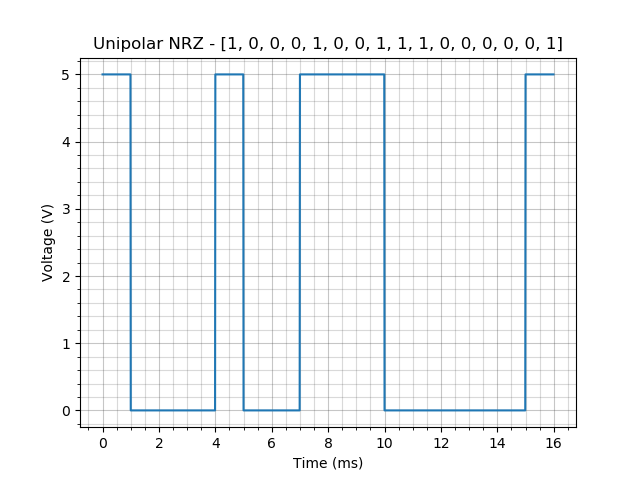 Unipolar NRZ - [1, 0, 0, 0, 1, 0, 0, 1, 1, 1, 0, 0, 0, 0, 0, 1]
5
4
3
2
1
0
Voltage (V)
0 2 4 6 8 10 12 14 16
Time (ms)